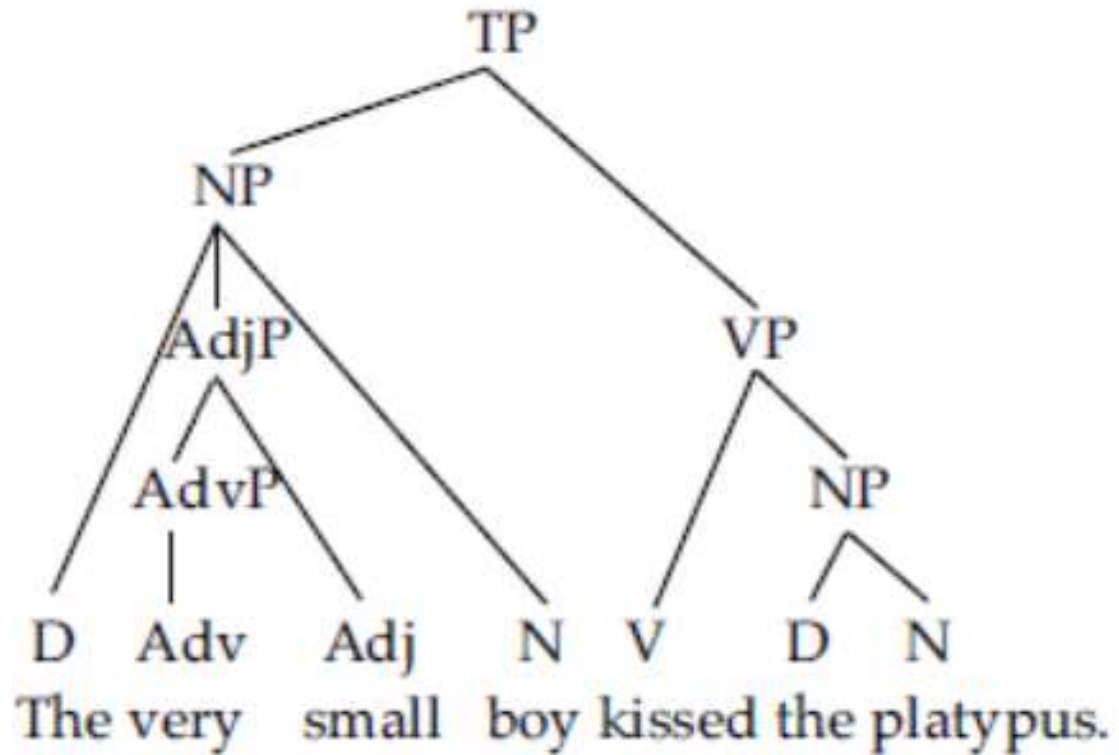 TP
NP
AdjP VP
AdvP NP
D Adv Adj N V D N
The very small boy kissed the platypus.